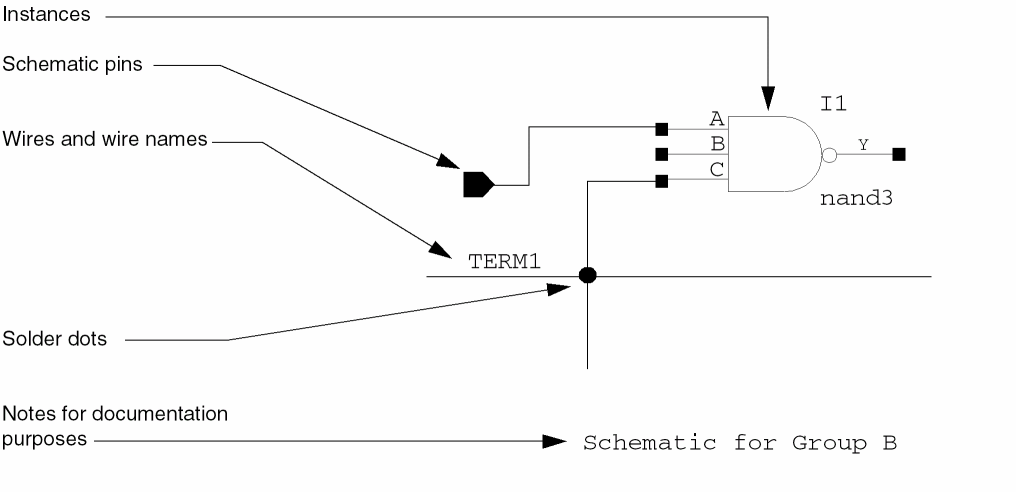 Instances
I1
Schematic pins
A
Wires and wire names
B
Y
C
nand3
TERM1
Solder dots
Notes for documentation
purposes
Schematic for Group B